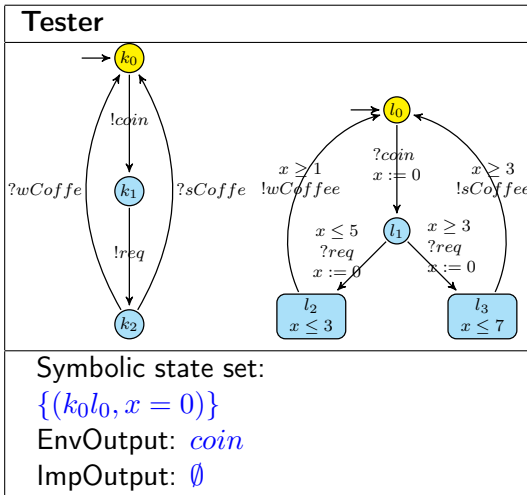 Tester
k0
!coin
?wCoffe
?sCoffe
k1
!req
k2
l0
x ≥ 1
!wCoffee
?coin
x := 0
x ≥ 3
!sCoffee
l1
x ≤ 5
?req
x := 0
x ≥ 3
?req
x := 0
l2
x ≤ 3
l3
x ≤ 7
Symbolic state set:
{(k0l0, x = 0)}
EnvOutput: coin
ImpOutput: ∅